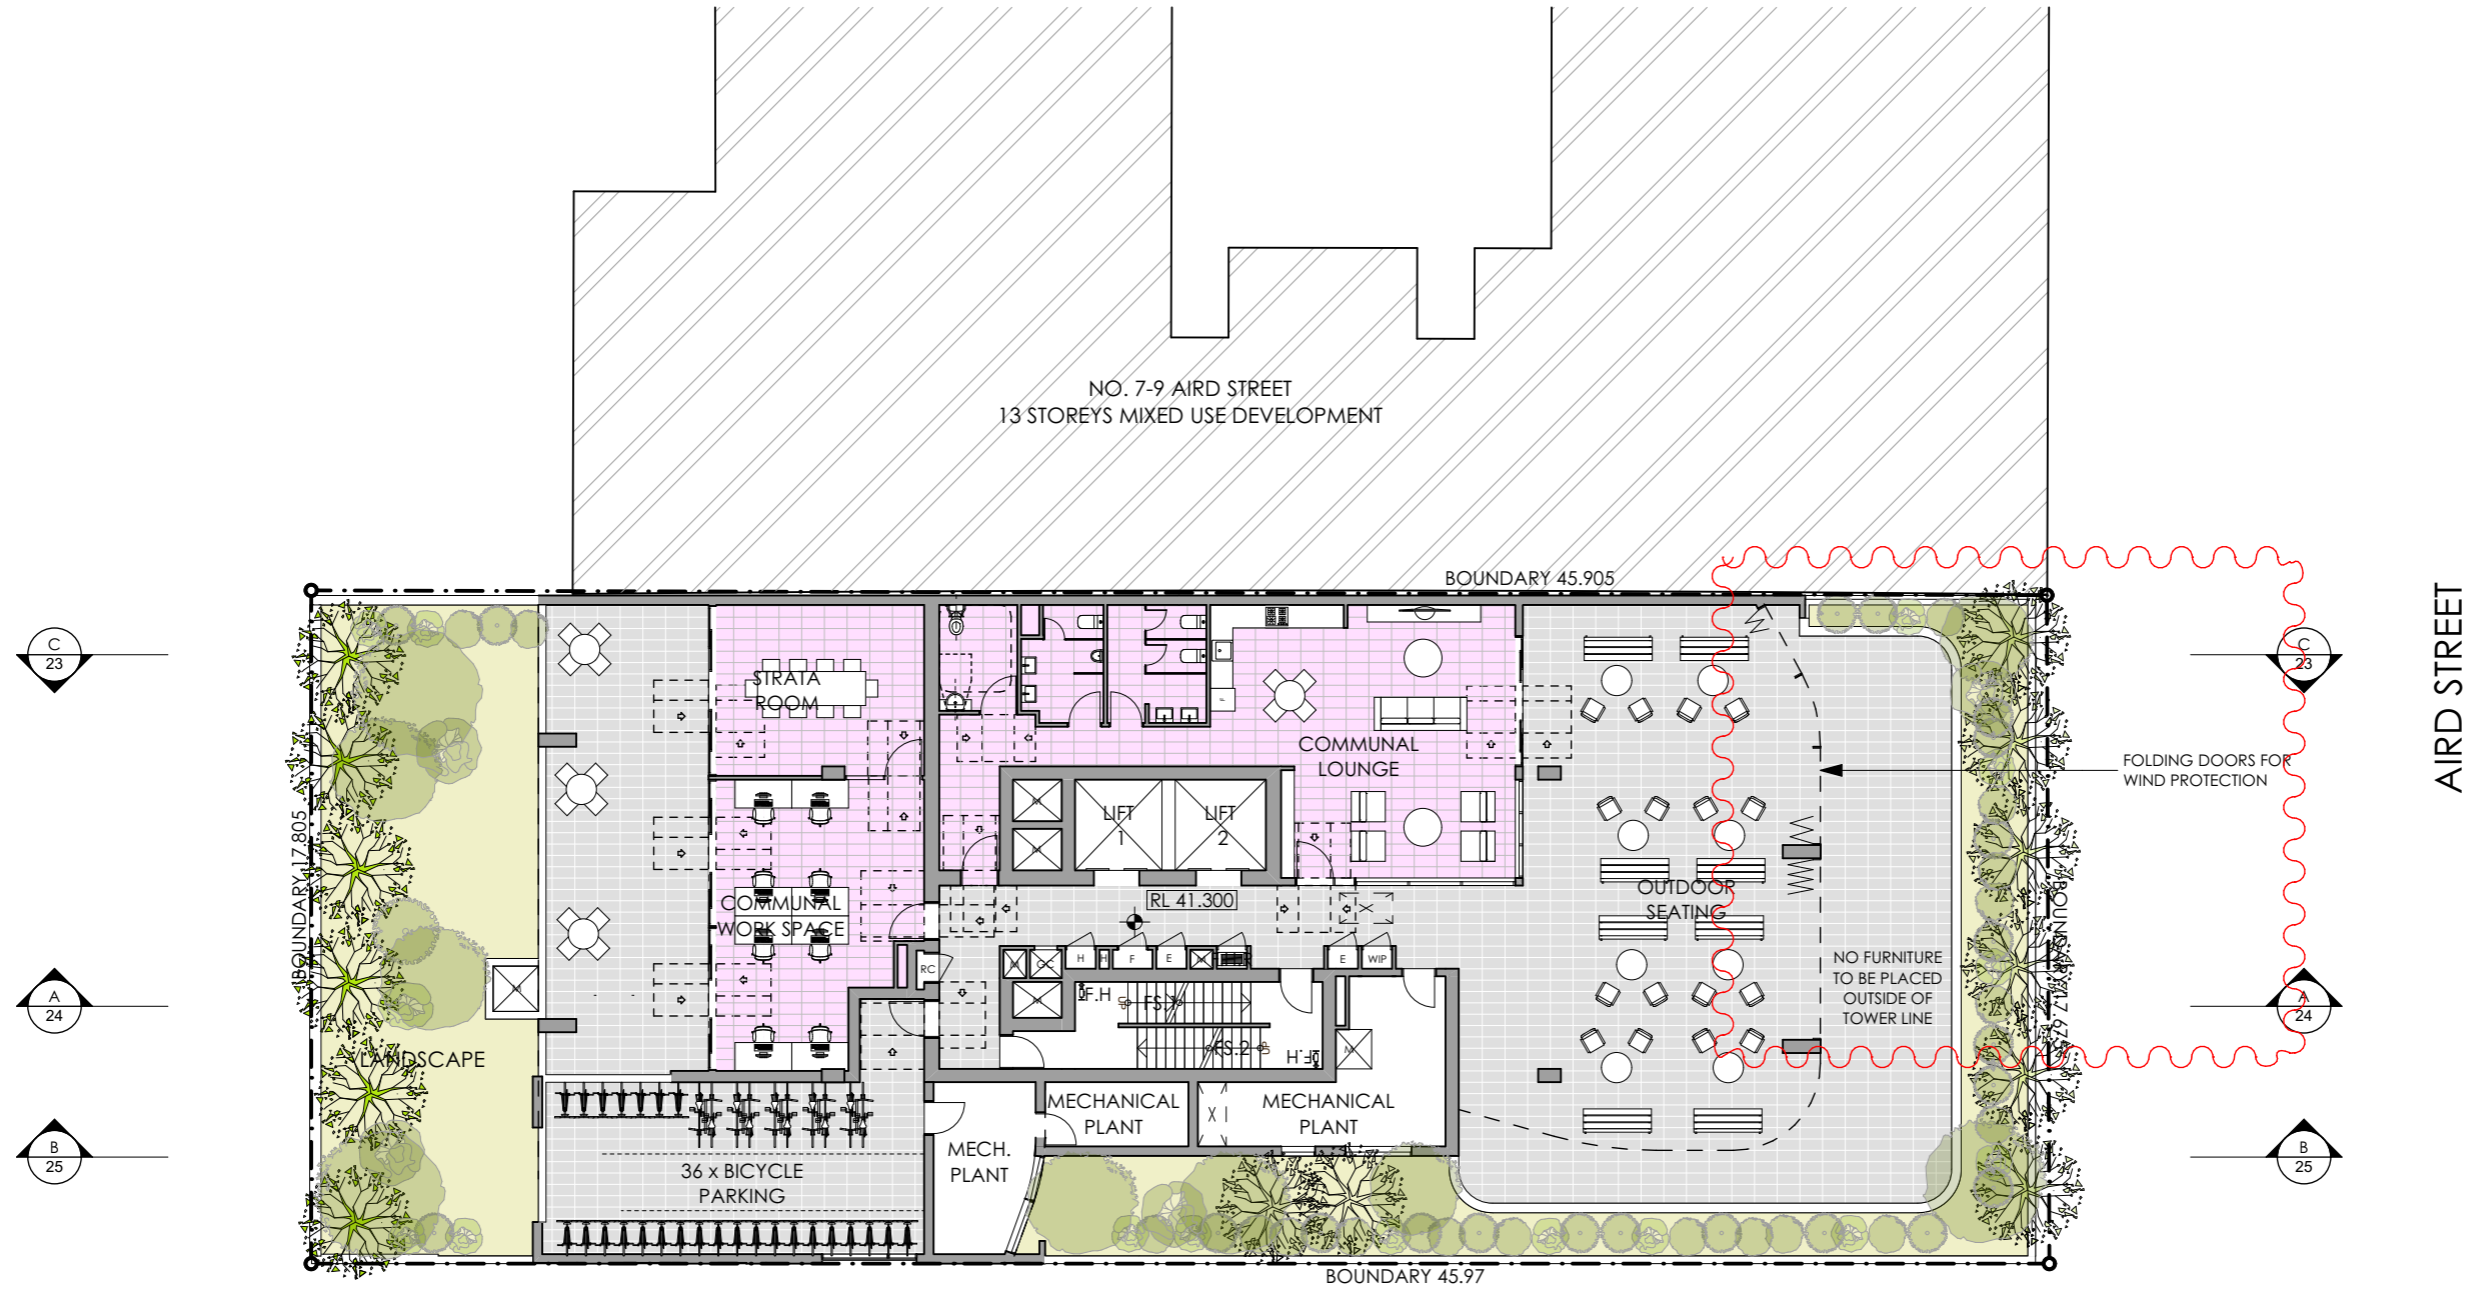 NO. 7-9 AIRD STREET
13 STOREYS MIXED USE DEVELOPMENT
BOUNDARY 45.905
AIRD STREET
C
23
C
23
STRATA
ROOM
COMMUNAL
LOUNGE
FOLDING DOORS FOR
WIND PROTECTION
BOUNDARY 17.805
M
M
LIFT
1
LIFT
2
COMMUNAL
WORK SPACE
RL 41.300
OUTDOOR
SEATING
NO FURNITURE
TO BE PLACED
OUTSIDE OF
TOWER LINE
RC
M
GC
H
H
F
E
M
E
WIP
M
M
M
F.H
FS.1
FS.2
F.H
A
24
A
24
LANDSCAPE
MECHANICAL
PLANT
MECHANICAL
PLANT
MECH.
PLANT
B
25
B
25
36 x BICYCLE
PARKING
BOUNDARY 45.97